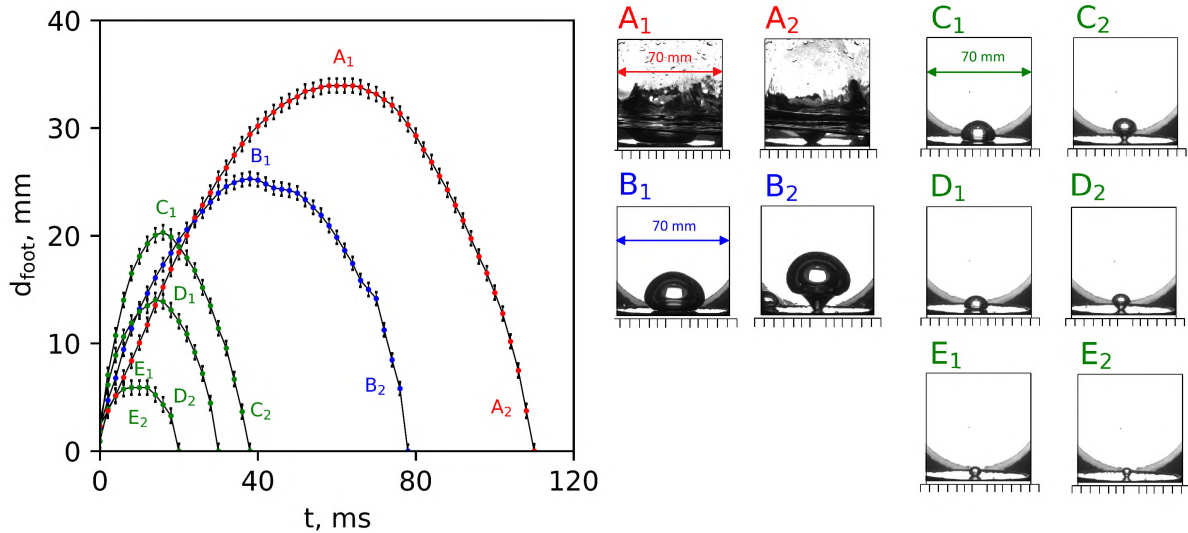 40
30
20
10
0
d_foot, mm
0
40
80
120
t, ms
A₁
B₁
C₁
D₁
E₁
E₂
D₂
C₂
B₂
A₂
A₁
A₂
C₁
C₂
70 mm
70 mm
B₁
B₂
D₁
D₂
70 mm
E₁
E₂